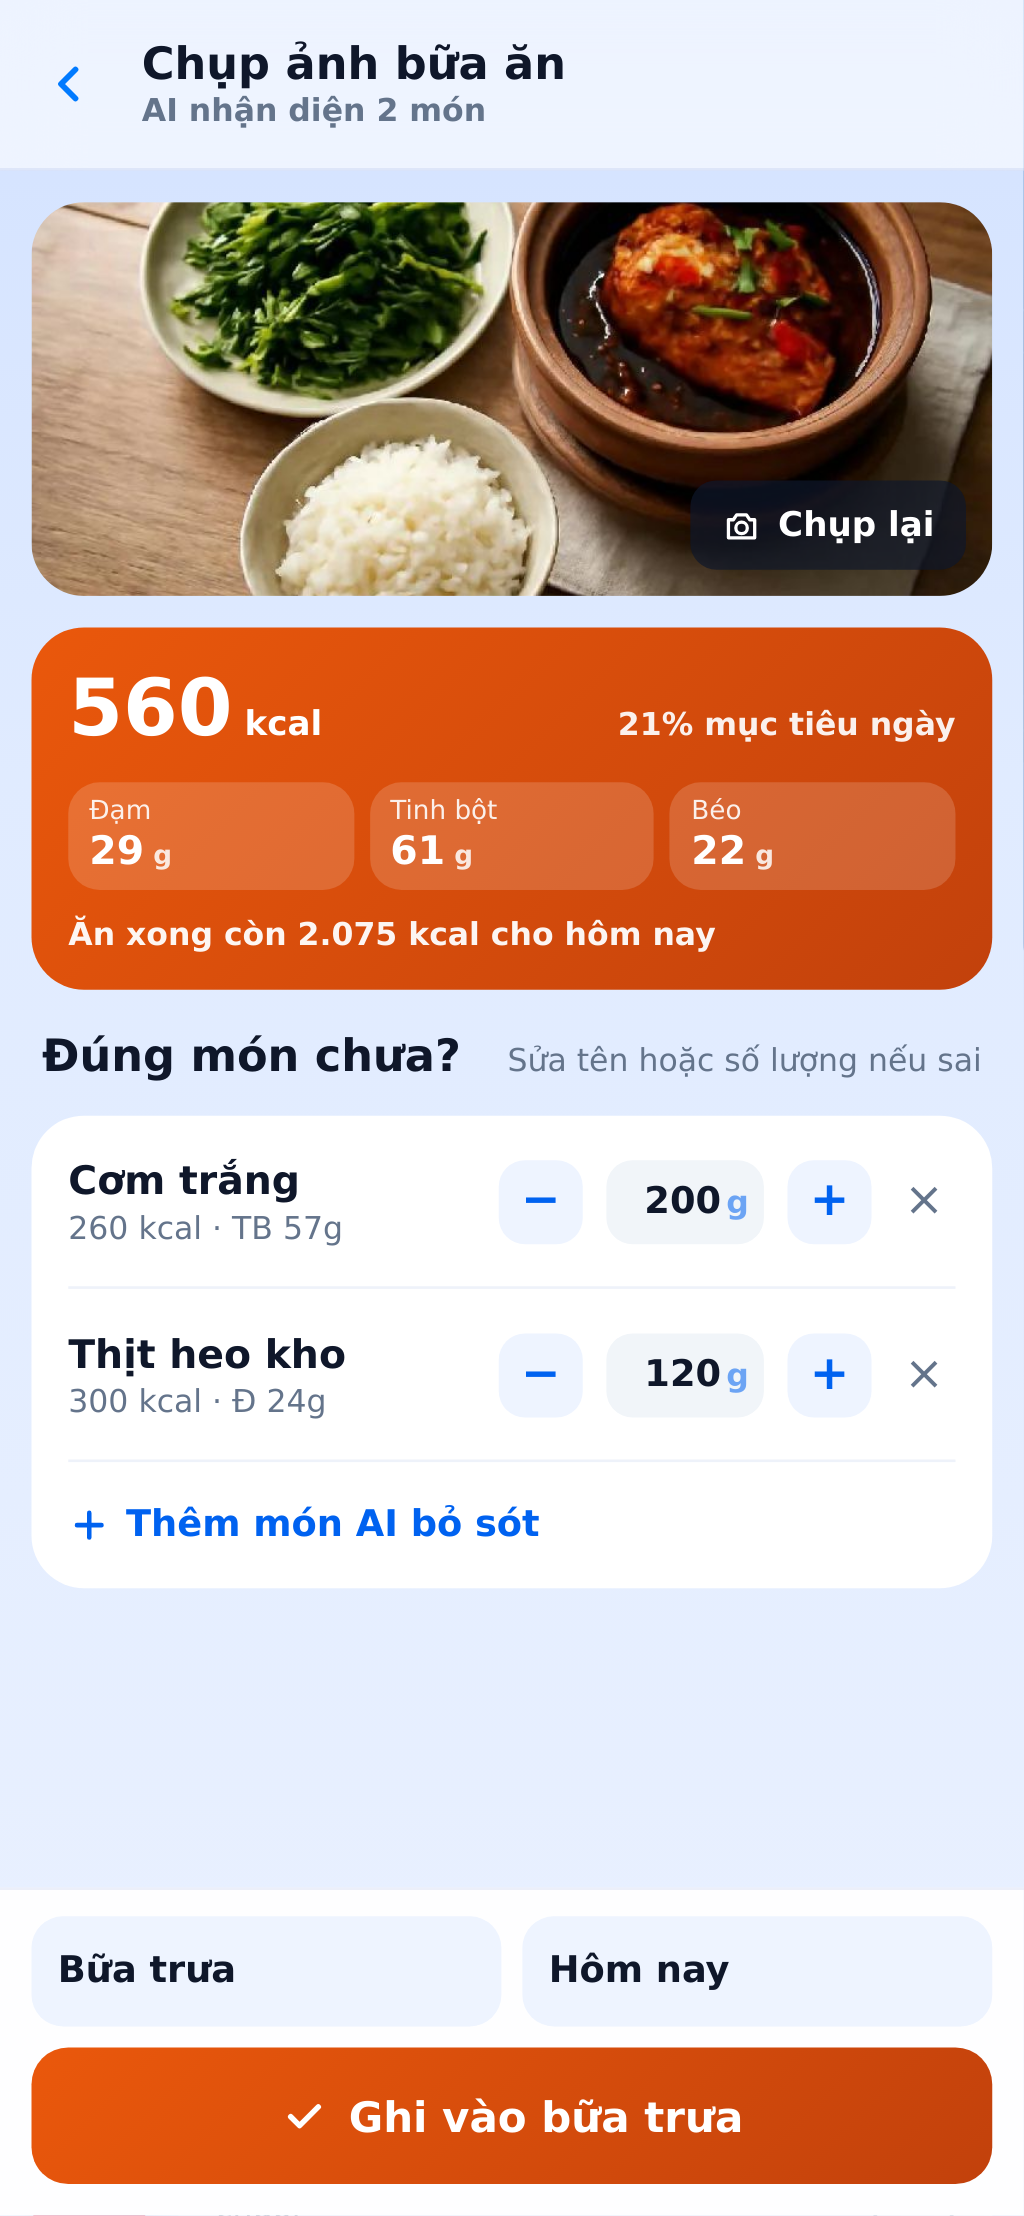 Chụp ảnh bữa ăn
AI nhận diện 2 món
Chụp lại
560 kcal
21% mục tiêu ngày
Đạm
29 g
Tinh bột
61 g
Béo
22 g
Ăn xong còn 2.075 kcal cho hôm nay
Đúng món chưa?
Sửa tên hoặc số lượng nếu sai
Cơm trắng
260 kcal · TB 57g
− 200 g + ×
Thịt heo kho
300 kcal · Đ 24g
− 120 g + ×
+ Thêm món AI bỏ sót
Bữa trưa
Hôm nay
✓ Ghi vào bữa trưa